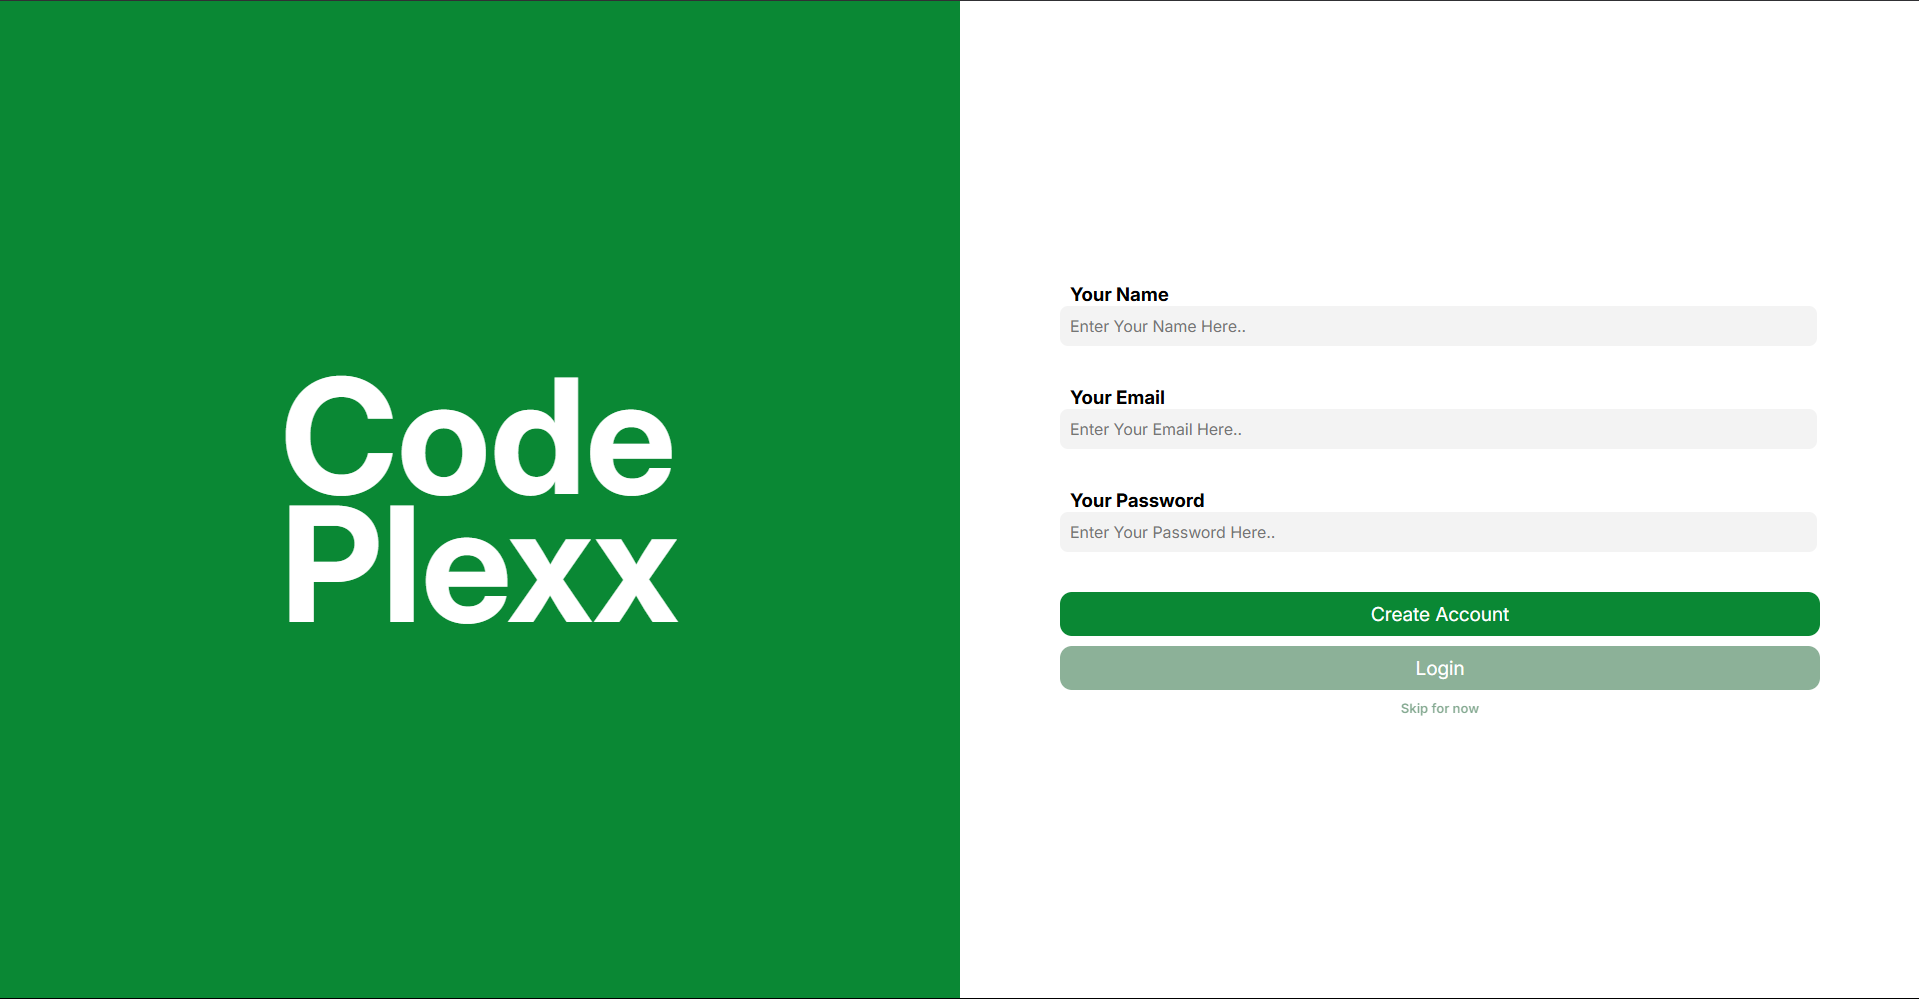 Code
Plexx
Your Name
Enter Your Name Here..
Your Email
Enter Your Email Here..
Your Password
Enter Your Password Here..
Create Account
Login
Skip for now